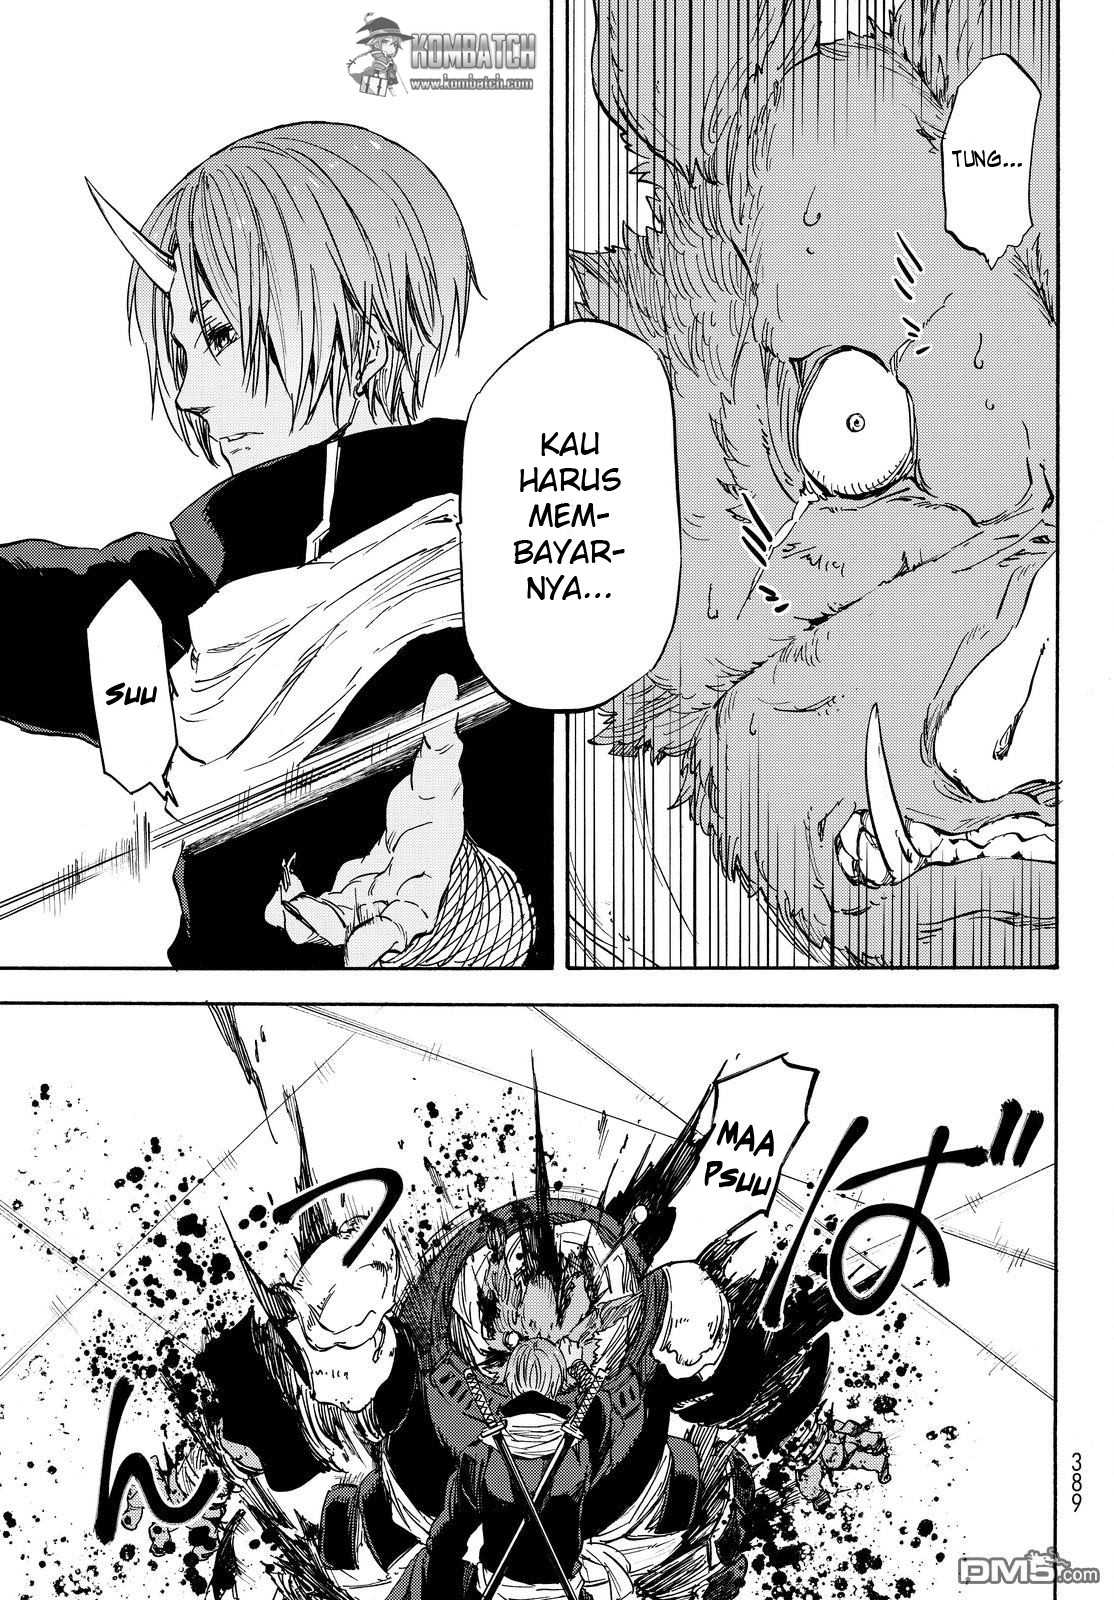 KOMBATCH
www.kombatch.com
TUNG...
KAU
HARUS
MEM-
BAYAR-
NYA...
SUU
MAA
PSUU
ば゛
っ
ん
389
DM5.com